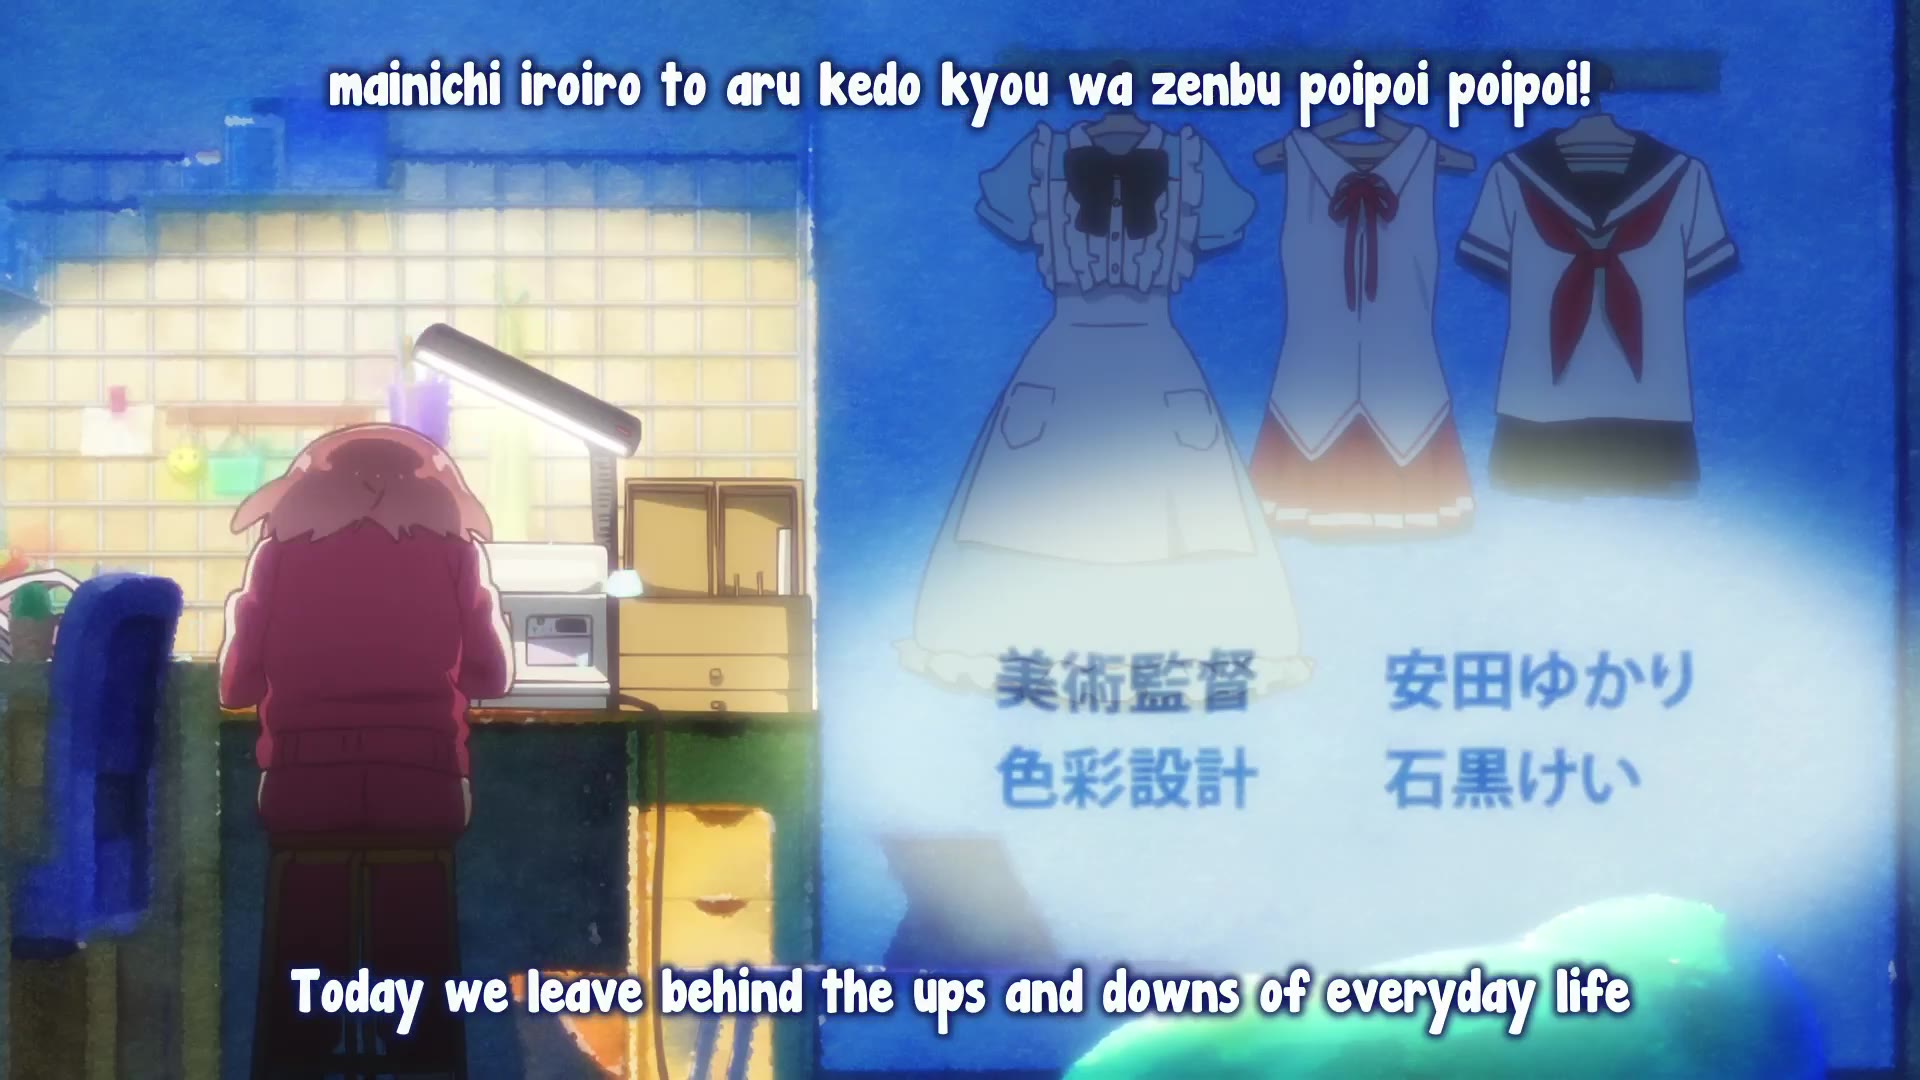 mainichi iroiro to aru kedo kyou wa zenbu poipoi poipoi!
美術監督 安田ゆかり
色彩設計 石黒けい
Today we leave behind the ups and downs of everyday life